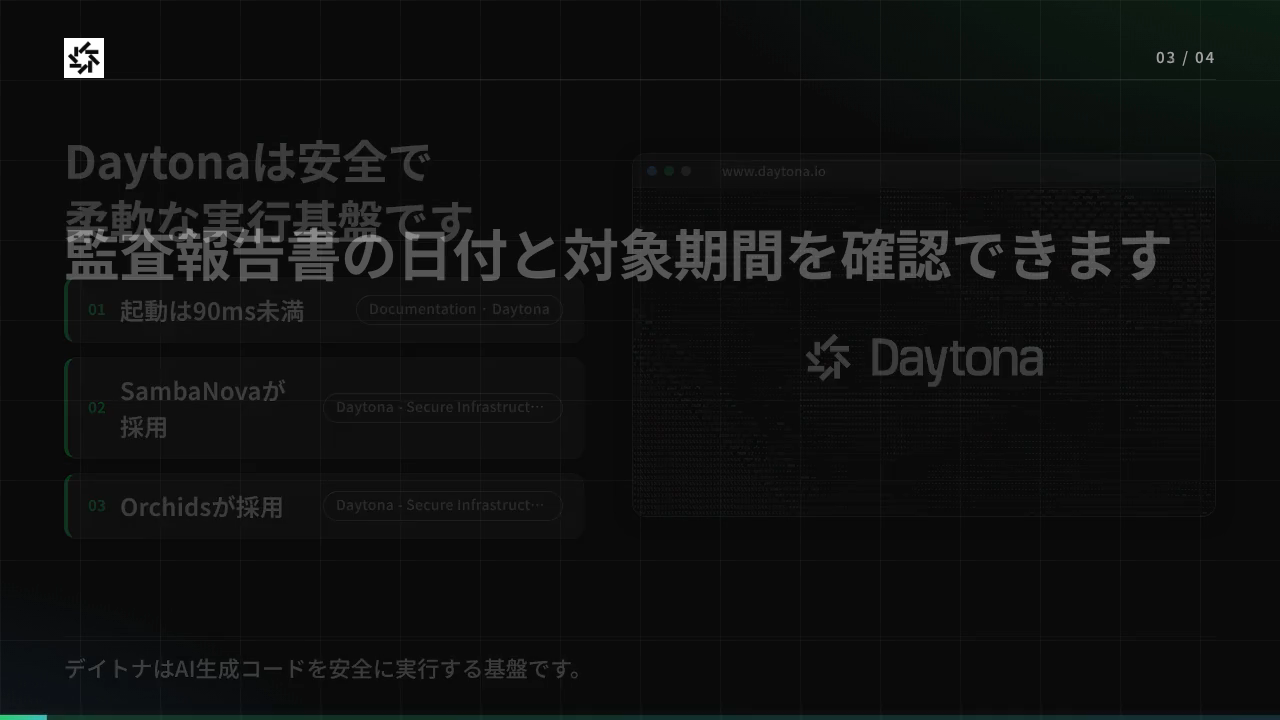 03 / 04
Daytonaは安全で
柔軟な実行基盤です
監査報告書の日付と対象期間を確認できます
01 起動は90ms未満 Documentation · Daytona
02 SambaNovaが
採用 Daytona - Secure Infrastruct…
03 Orchidsが採用 Daytona - Secure Infrastruct…
www.daytona.io
Daytona
デイトナはAI生成コードを安全に実行する基盤です。